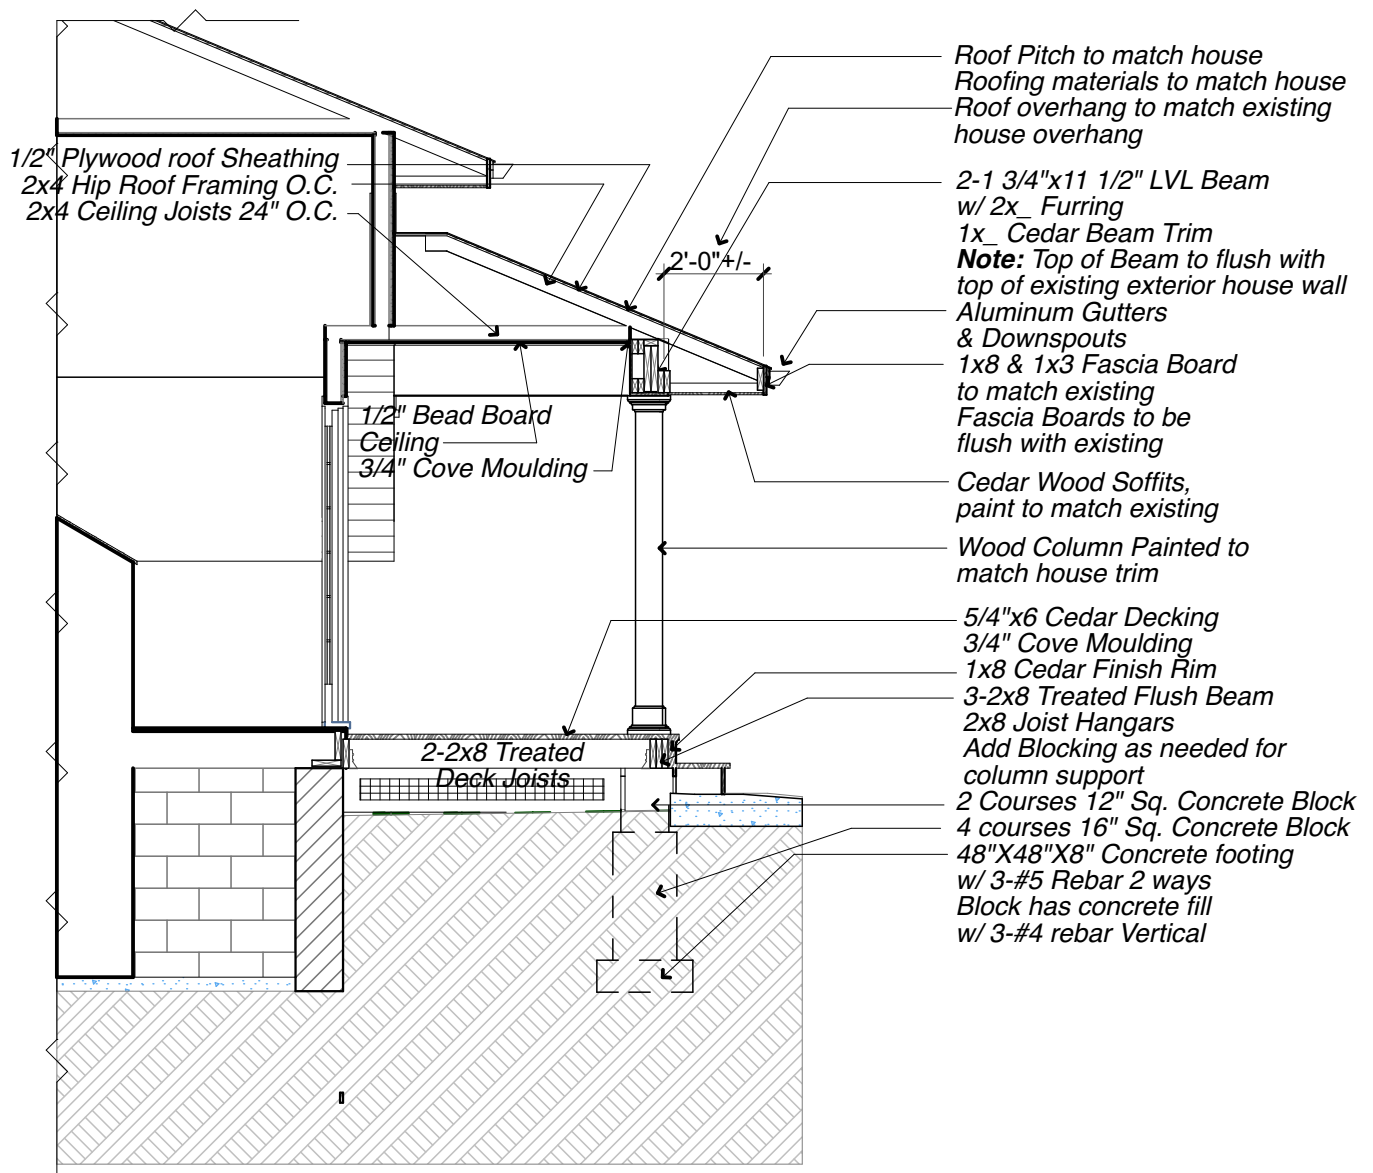 Roof Pitch to match house
Roofing materials to match house
Roof overhang to match existing
house overhang
1/2" Plywood roof Sheathing
2x4 Hip Roof Framing O.C.
2x4 Ceiling Joists 24" O.C.
2-1 3/4"x11 1/2" LVL Beam
w/ 2x_ Furring
1x_ Cedar Beam Trim
Note: Top of Beam to flush with
top of existing exterior house wall
2'-0"+/-
Aluminum Gutters
& Downspouts
1x8 & 1x3 Fascia Board
to match existing
Fascia Boards to be
flush with existing
1/2" Bead Board
Ceiling
3/4" Cove Moulding
Cedar Wood Soffits,
paint to match existing
Wood Column Painted to
match house trim
5/4"x6 Cedar Decking
3/4" Cove Moulding
1x8 Cedar Finish Rim
3-2x8 Treated Flush Beam
2x8 Joist Hangars
Add Blocking as needed for
column support
2-2x8 Treated
Deck Joists
2 Courses 12" Sq. Concrete Block
4 courses 16" Sq. Concrete Block
48"X48"X8" Concrete footing
w/ 3-#5 Rebar 2 ways
Block has concrete fill
w/ 3-#4 rebar Vertical